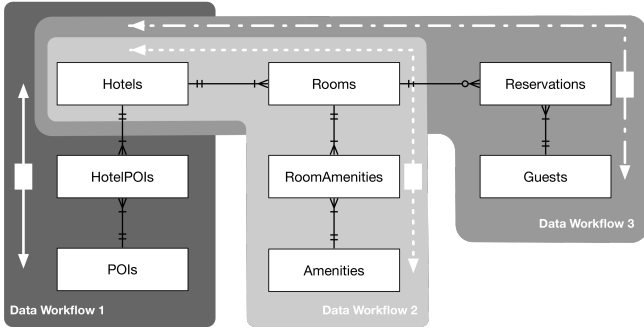 Hotels
Rooms
Reservations
HotelPOIs
RoomAmenities
Guests
Data Workflow 3
POIs
Amenities
Data Workflow 1
Data Workflow 2